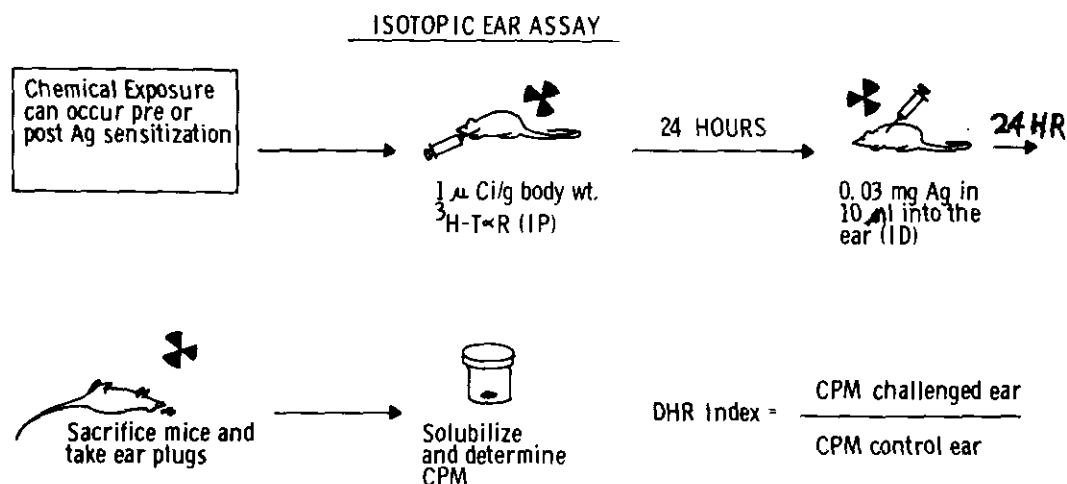 ISOTOPIC EAR ASSAY
Chemical Exposure
can occur pre or
post Ag sensitization
1 μ Ci/g body wt.
³H-T∝R (IP)
24 HOURS
0.03 mg Ag in
10 μl into the
ear (ID)
24 HR
Sacrifice mice and
take ear plugs
Solubilize
and determine
CPM
DHR Index =
CPM challenged ear
CPM control ear